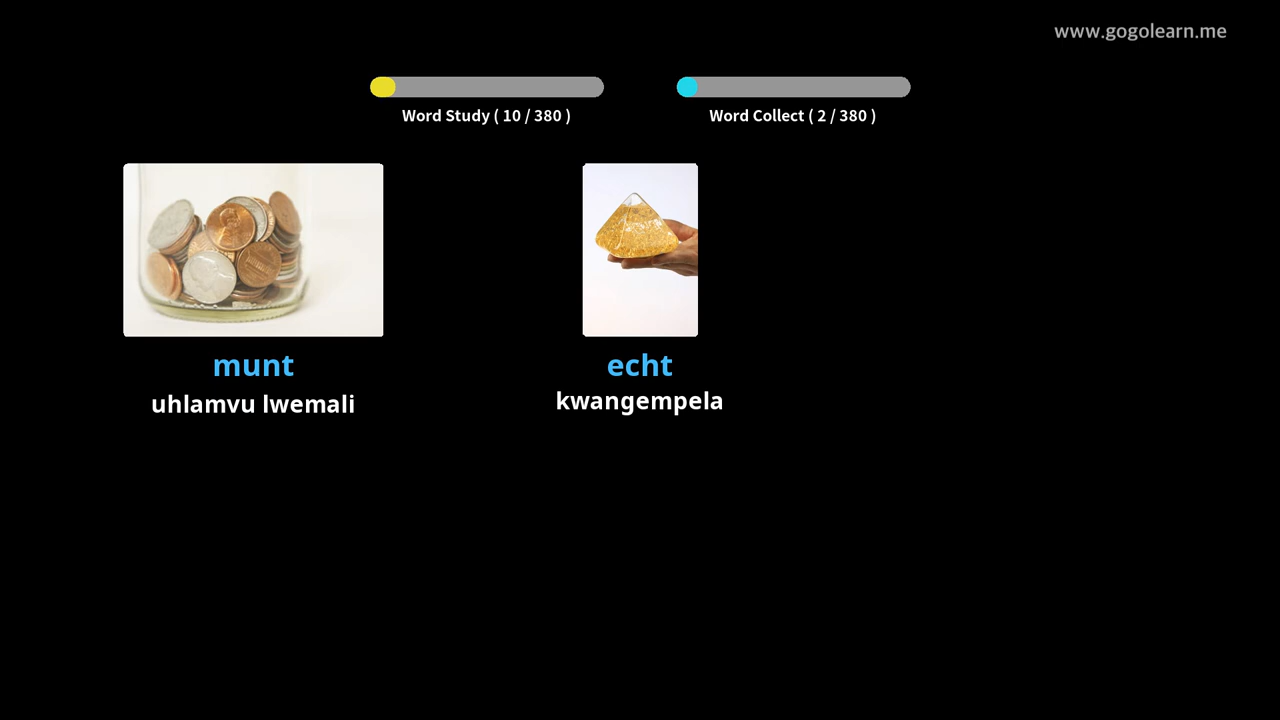 www.gogolearn.me
Word Study ( 10 / 380 )
Word Collect ( 2 / 380 )
munt
uhlamvu lwemali
echt
kwangempela